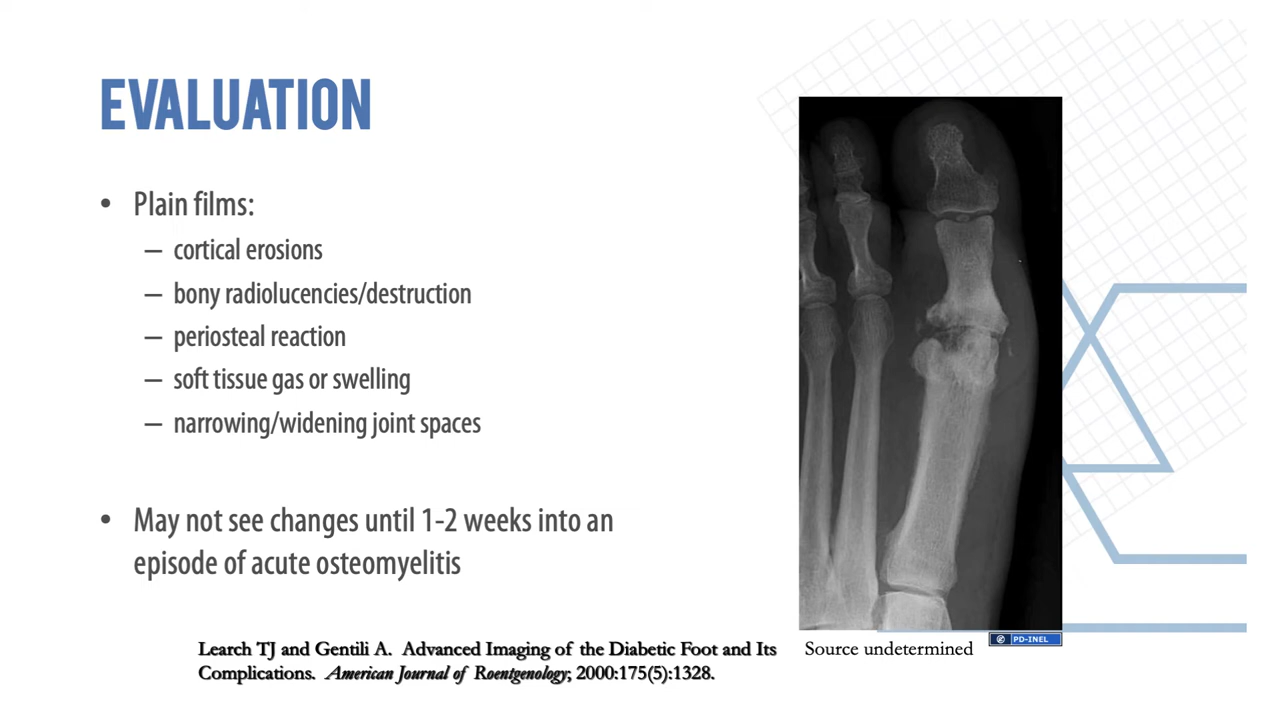 EVALUATION
• Plain films:
– cortical erosions
– bony radiolucencies/destruction
– periosteal reaction
– soft tissue gas or swelling
– narrowing/widening joint spaces
• May not see changes until 1-2 weeks into an
episode of acute osteomyelitis
PD-INEL
Learch TJ and Gentili A. Advanced Imaging of the Diabetic Foot and Its
Complications. American Journal of Roentgenology; 2000:175(5):1328.
Source undetermined